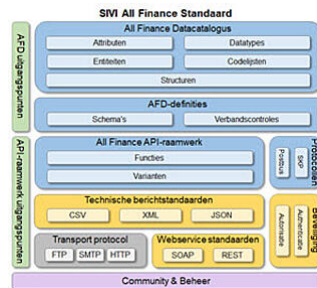 SIVI All Finance Standaard
AFD uitgangspunten
All Finance Datacatalogus
Attributen
Datatypes
Entiteiten
Codelijsten
Structuren
AFD-definities
Schema's
Verbandscontroles
API-raamwerk uitgangspunten
All Finance API-raamwerk
Functies
Varianten
Protocollen
Postbus
SKP
Technische berichtstandaarden
CSV
XML
JSON
Beveiliging
Autorisatie
Authenticatie
Transport protocol
FTP
SMTP
HTTP
Webservice standaarden
SOAP
REST
Community & Beheer